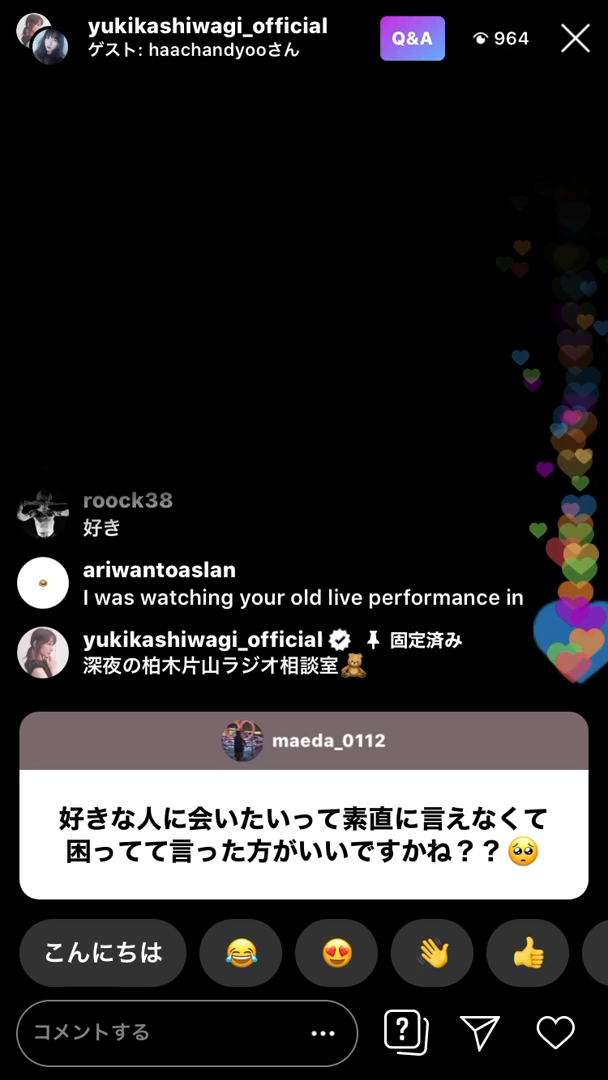 yukikashiwagi_official
ゲスト: haachandyooさん
Q&A
964
roock38
好き
ariwantoaslan
I was watching your old live performance in
yukikashiwagi_official 固定済み
深夜の柏木片山ラジオ相談室🧸
maeda_0112
好きな人に会いたいって素直に言えなくて
困ってて言った方がいいですかね？？🥺
こんにちは 😂 😍 👋 👍
コメントする